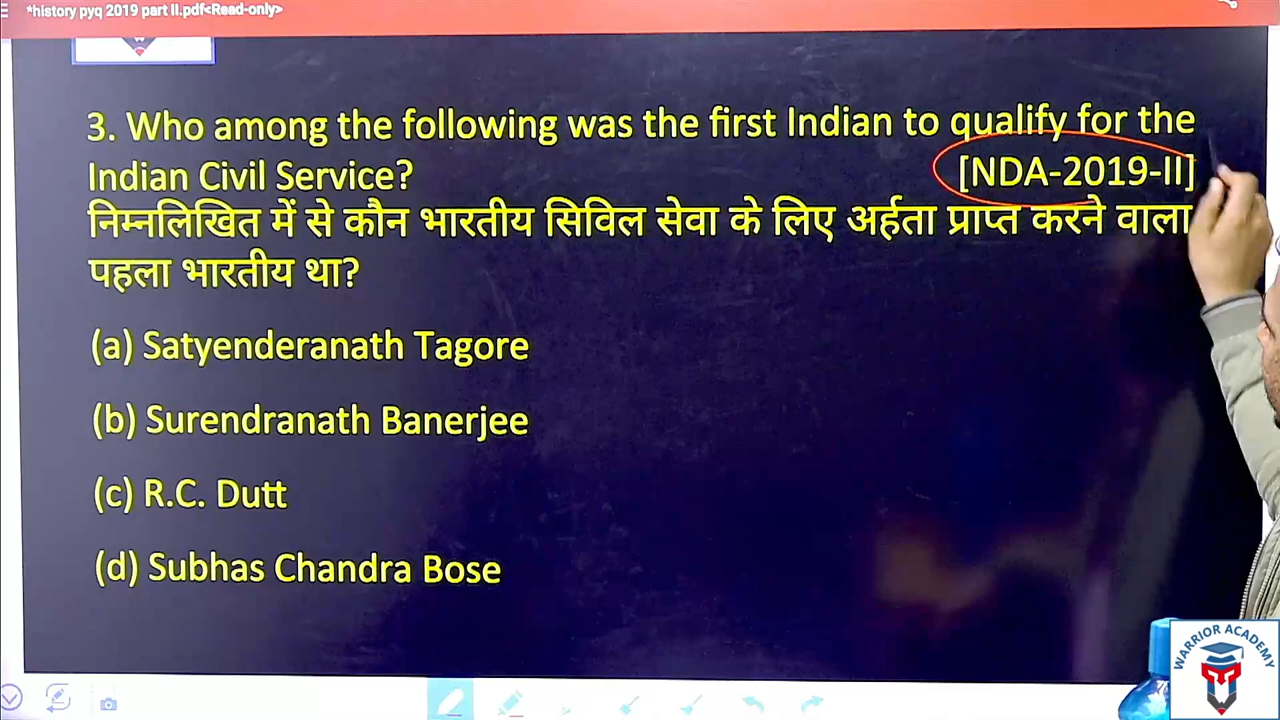 *history pyq 2019 part II.pdf<Read-only>
3. Who among the following was the first Indian to qualify for the
Indian Civil Service? [NDA-2019-II]
निम्नलिखित में से कौन भारतीय सिविल सेवा के लिए अर्हता प्राप्त करने वाला
पहला भारतीय था?
(a) Satyenderanath Tagore
(b) Surendranath Banerjee
(c) R.C. Dutt
(d) Subhas Chandra Bose
WARRIOR ACADEMY